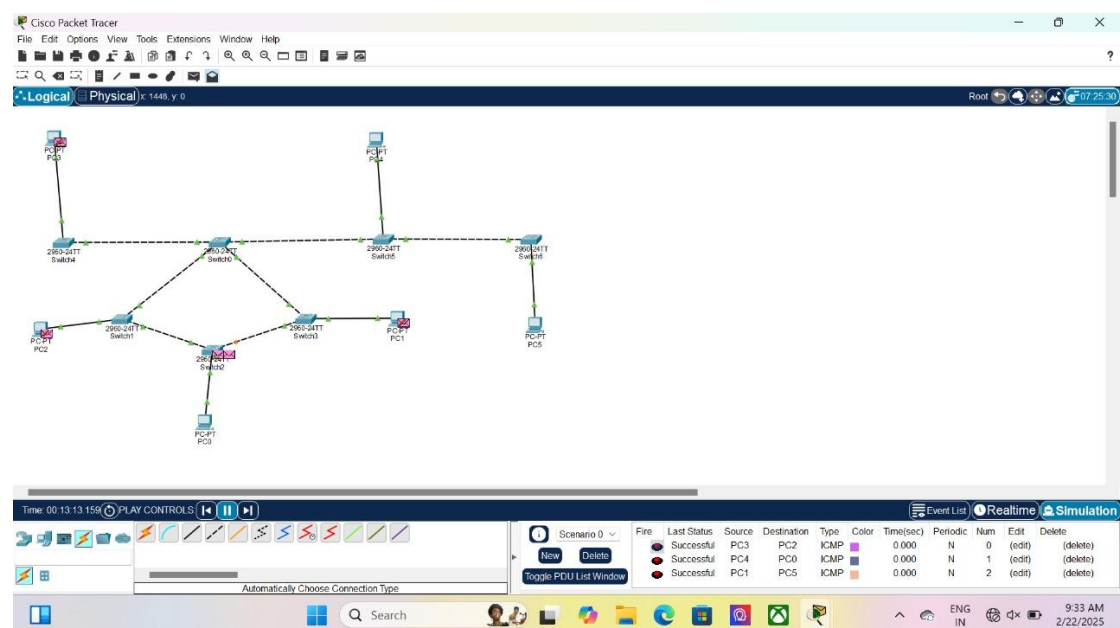 Cisco Packet Tracer
File Edit Options View Tools Extensions Window Help
?
Logical Physical x: 1448, y: 0 Root 07:25:30
PC-PT
PC3
PC-PT
PC4
2960-24TT
Switch4
2960-24TT
Switch0
2960-24TT
Switch5
2960-24TT
Switch6
2960-24TT
Switch1
2960-24TT
Switch3
PC-PT
PC2
PC-PT
PC1
PC-PT
PC5
2960-24TT
Switch2
PC-PT
PC0
Time: 00:13:13.159 PLAY CONTROLS: Event List Realtime Simulation
Scenario 0 Fire Last Status Source Destination Type Color Time(sec) Periodic Num Edit Delete
Successful PC3 PC2 ICMP 0.000 N 0 (edit) (delete)
New Delete Successful PC4 PC0 ICMP 0.000 N 1 (edit) (delete)
Toggle PDU List Window Successful PC1 PC5 ICMP 0.000 N 2 (edit) (delete)
Automatically Choose Connection Type
Search ENG 9:33 AM
IN 2/22/2025